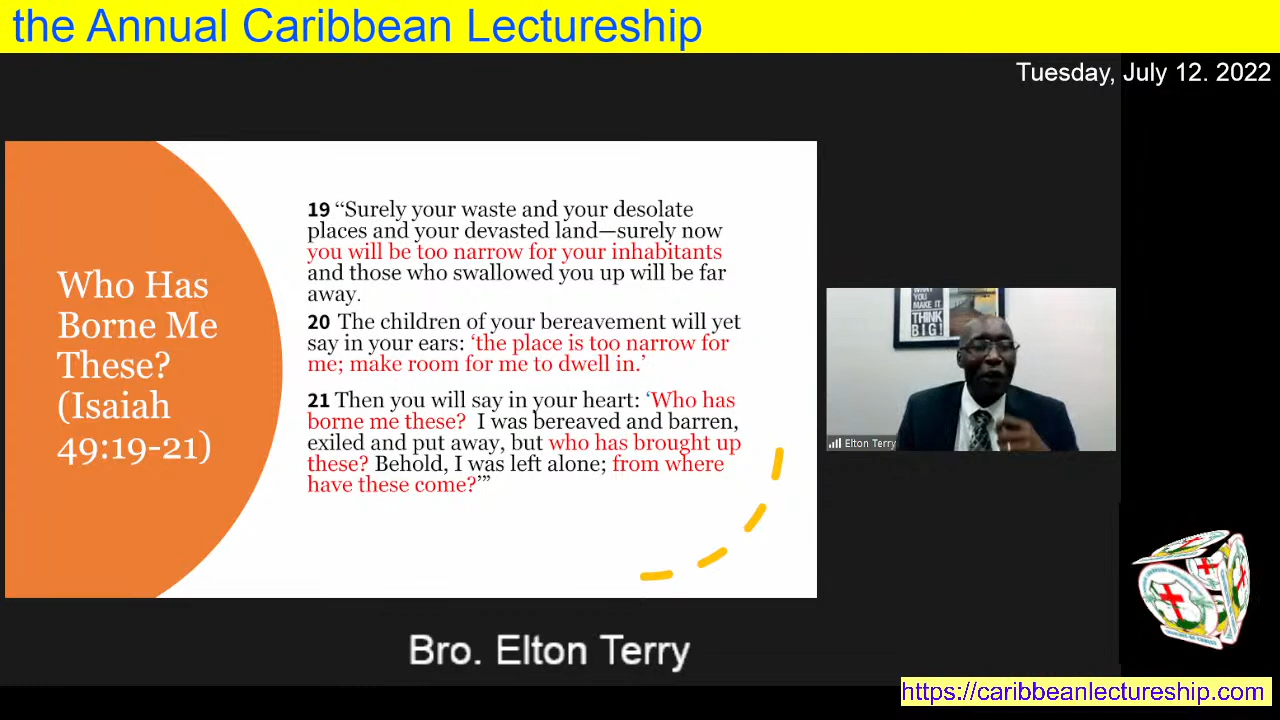 the Annual Caribbean Lectureship
Tuesday, July 12. 2022
Who Has
Borne Me
These?
(Isaiah
49:19-21)
19 “Surely your waste and your desolate
places and your devasted land—surely now
you will be too narrow for your inhabitants
and those who swallowed you up will be far
away.
20 The children of your bereavement will yet
say in your ears: ‘the place is too narrow for
me; make room for me to dwell in.’
21 Then you will say in your heart: ‘Who has
borne me these? I was bereaved and barren,
exiled and put away, but who has brought up
these? Behold, I was left alone; from where
have these come?’”
WHAT
YOU
MAKE IT
THINK
BIG!
Elton Terry
Bro. Elton Terry
https://caribbeanlectureship.com